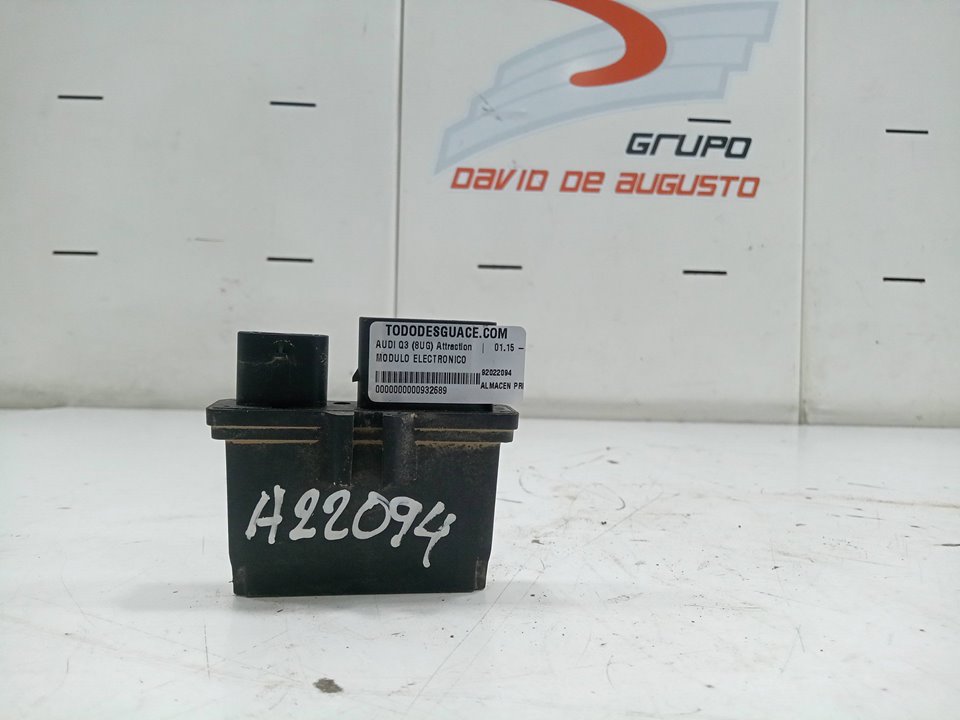 GRUPO
DAVID DE AUGUSTO
TODODESGUACE.COM
AUDI Q3 (8UG) Attraction | 01.15 –
MODULO ELECTRONICO
92022094
0000000000932689
ALMACEN PRI
A22094